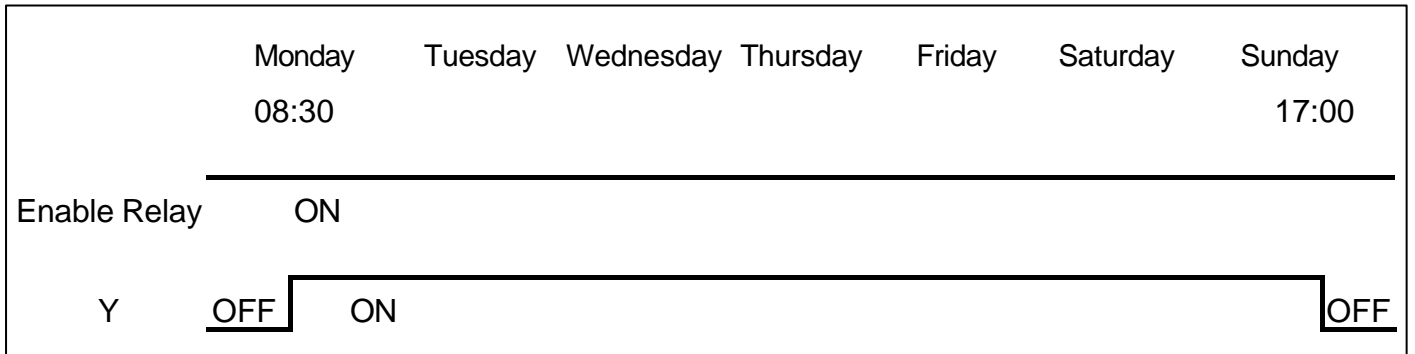 Monday Tuesday Wednesday Thursday Friday Saturday Sunday
08:30 17:00
Enable Relay ON
Y OFF ON OFF